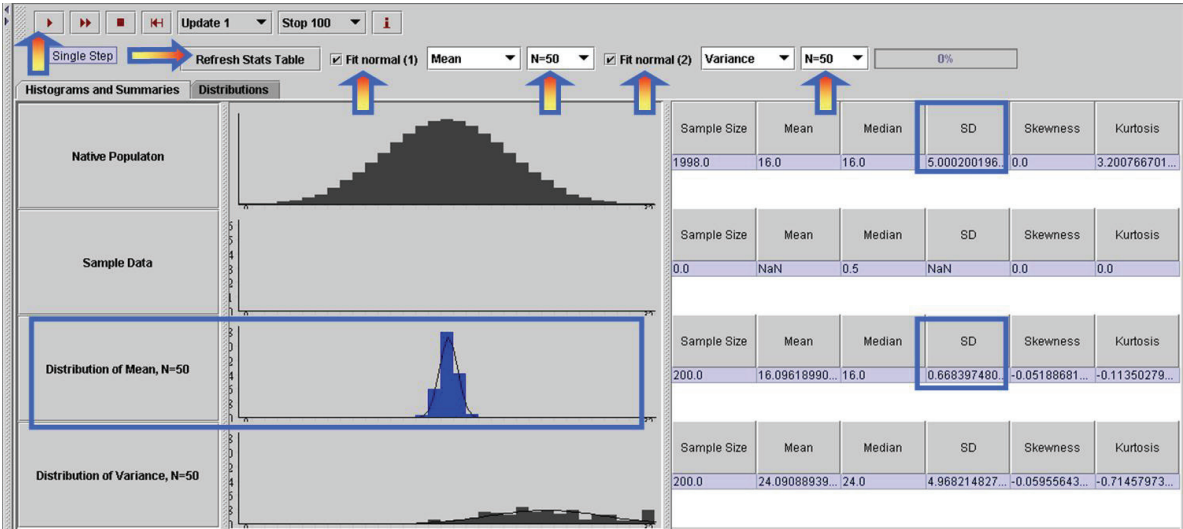 Update 1 Stop 100 i
Single Step Refresh Stats Table Fit normal (1) Mean N=50 Fit normal (2) Variance N=50 0%
Histograms and Summaries Distributions
Native Populaton
Sample Size Mean Median SD Skewness Kurtosis
1998.0 16.0 16.0 5.000200196... 0.0 3.200766701...
Sample Data
Sample Size Mean Median SD Skewness Kurtosis
0.0 NaN 0.5 NaN 0.0 0.0
Distribution of Mean, N=50
Sample Size Mean Median SD Skewness Kurtosis
200.0 16.09618990... 16.0 0.668397480... -0.05188681... -0.11350279...
Distribution of Variance, N=50
Sample Size Mean Median SD Skewness Kurtosis
200.0 24.09088939... 24.0 4.968214827... -0.05955643... -0.71457973...